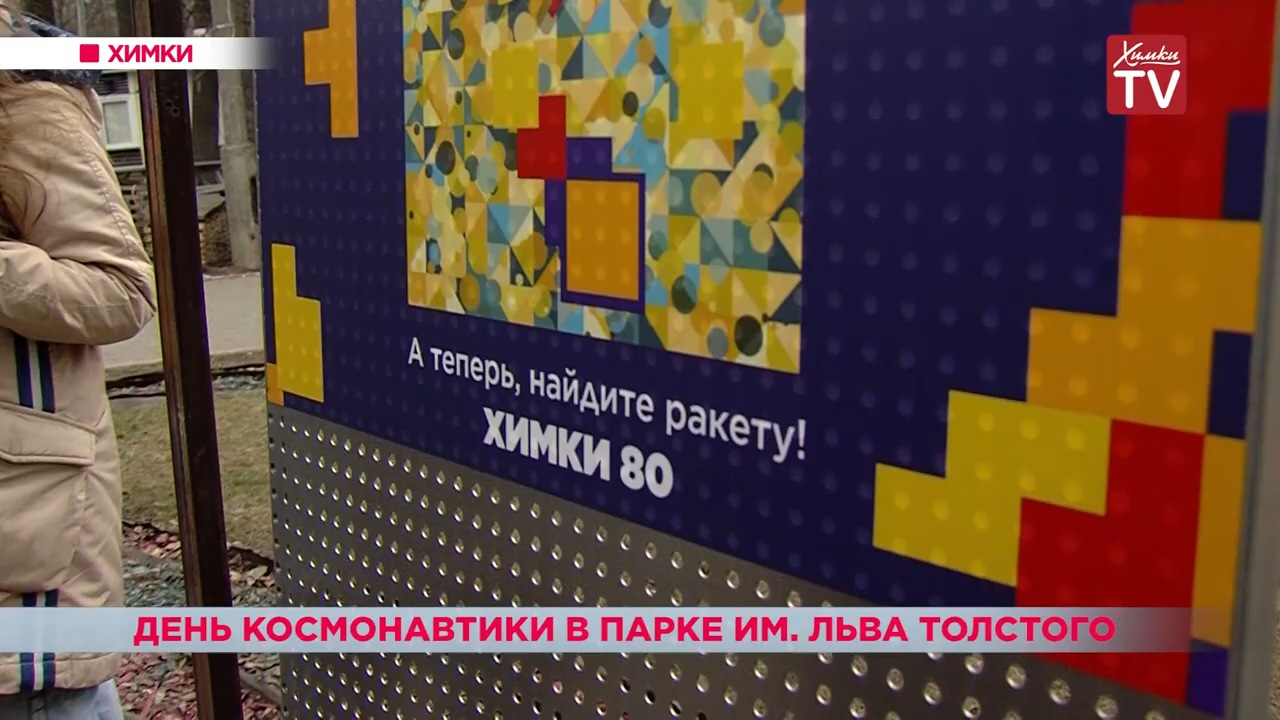 ХИМКИ
Химки
TV
А теперь, найдите ракету!
ХИМКИ 80
ДЕНЬ КОСМОНАВТИКИ В ПАРКЕ ИМ. ЛЬВА ТОЛСТОГО